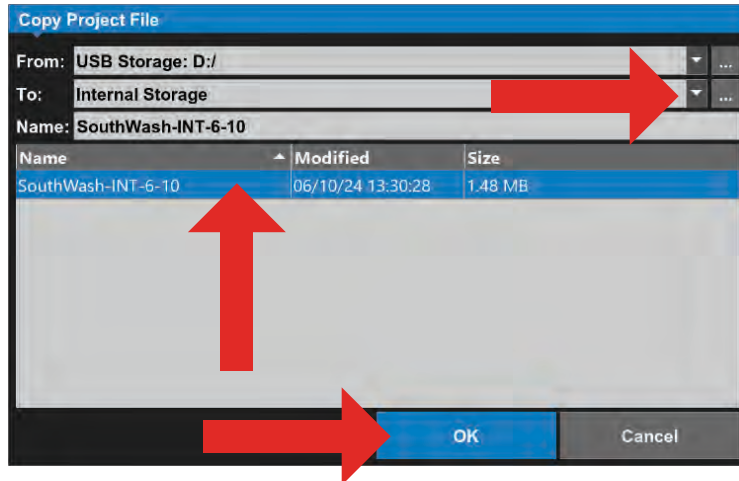 Copy Project File
From: USB Storage: D:/ ...
To: Internal Storage ...
Name: SouthWash-INT-6-10
Name Modified Size
SouthWash-INT-6-10 06/10/24 13:30:28 1.48 MB
OK Cancel